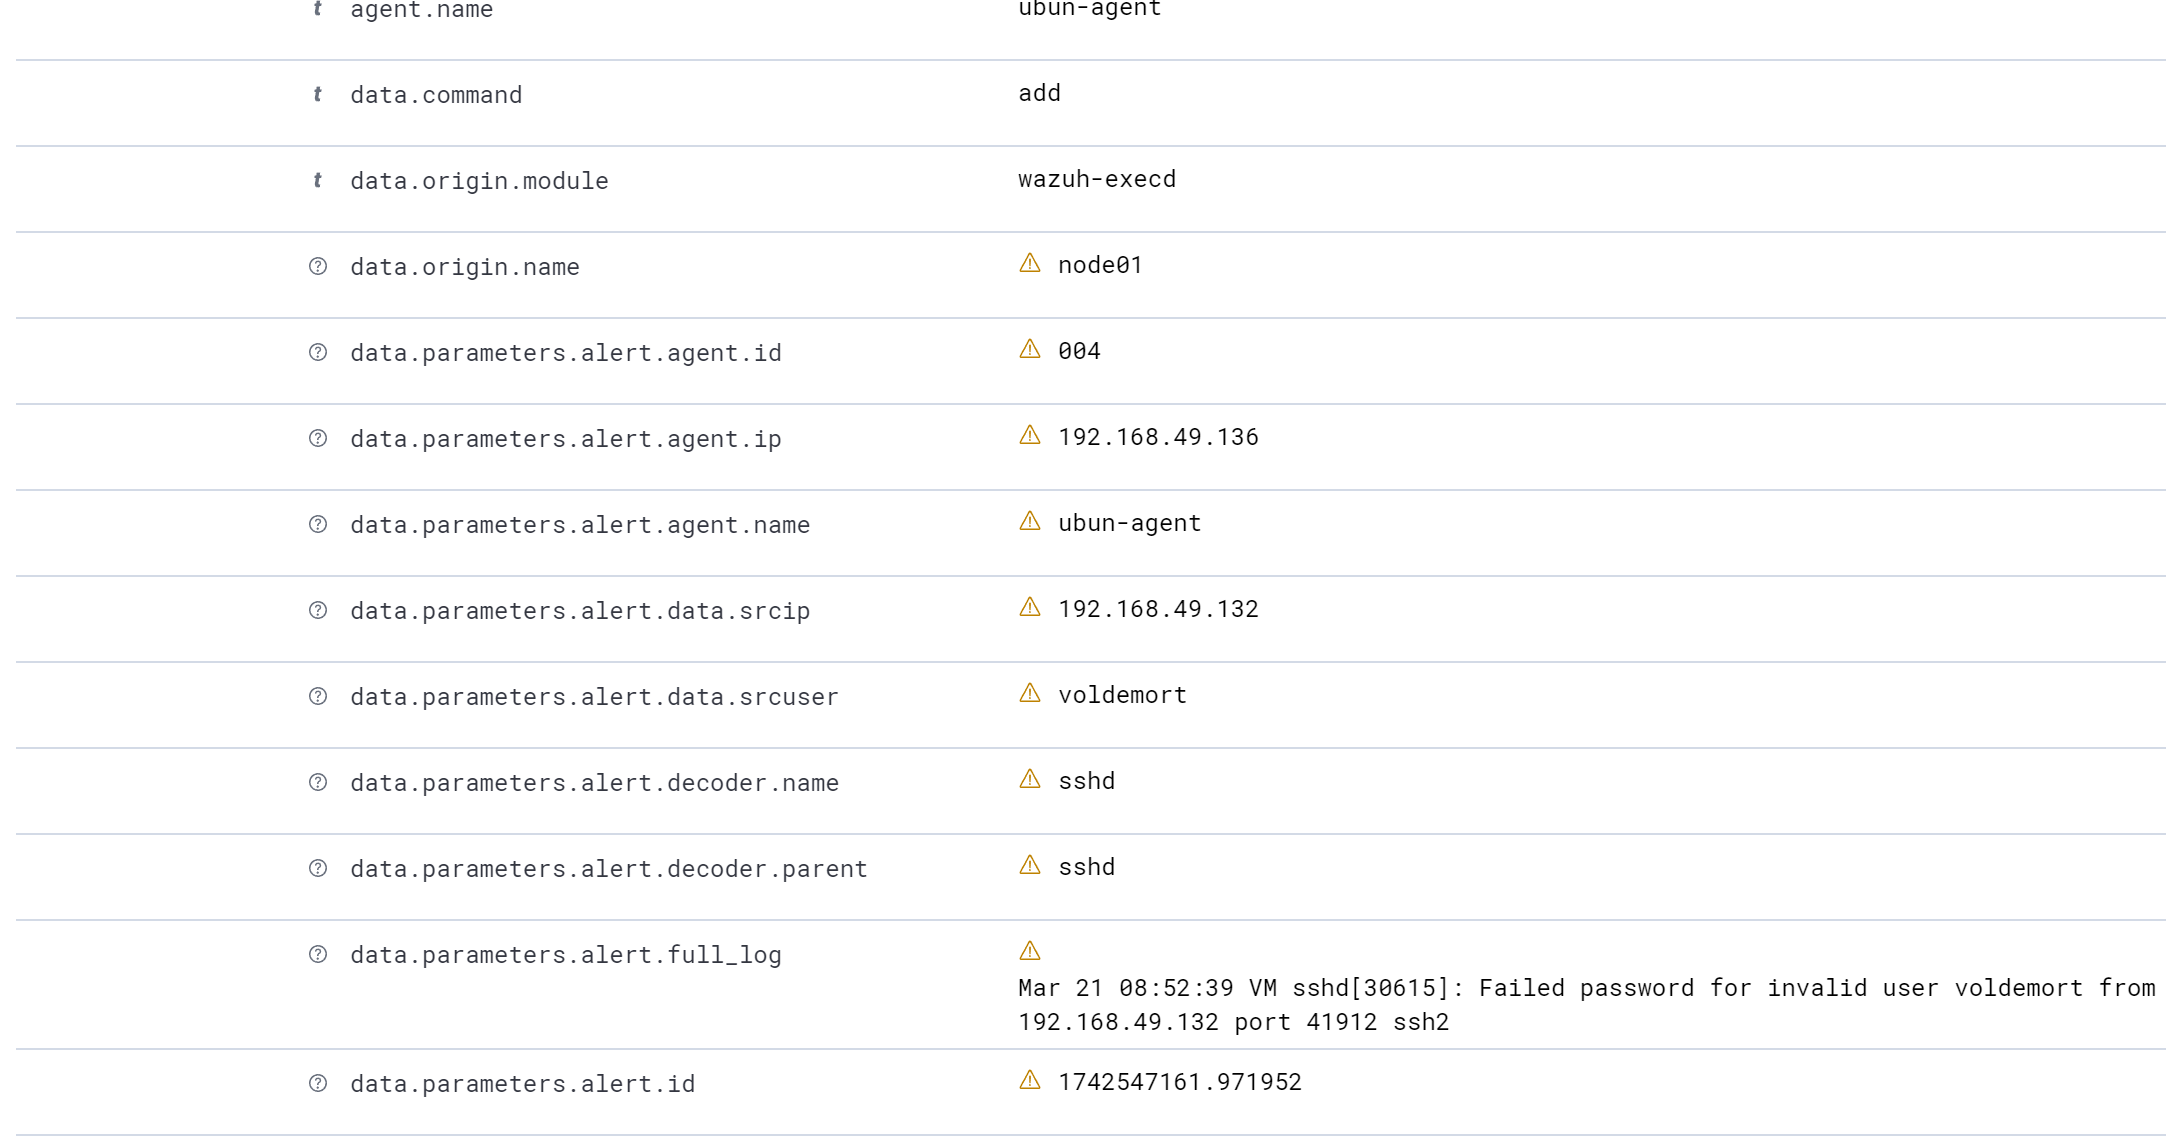 agent.name ubun-agent
data.command add
data.origin.module wazuh-execd
data.origin.name node01
data.parameters.alert.agent.id 004
data.parameters.alert.agent.ip 192.168.49.136
data.parameters.alert.agent.name ubun-agent
data.parameters.alert.data.srcip 192.168.49.132
data.parameters.alert.data.srcuser voldemort
data.parameters.alert.decoder.name sshd
data.parameters.alert.decoder.parent sshd
data.parameters.alert.full_log
Mar 21 08:52:39 VM sshd[30615]: Failed password for invalid user voldemort from
192.168.49.132 port 41912 ssh2
data.parameters.alert.id 1742547161.971952